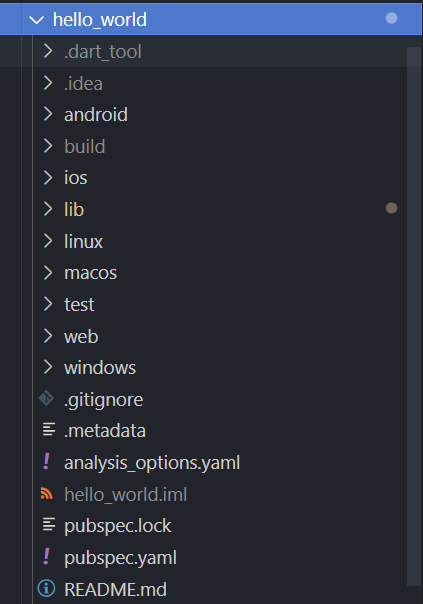 hello_world
.dart_tool
.idea
android
build
ios
lib
linux
macos
test
web
windows
.gitignore
.metadata
! analysis_options.yaml
hello_world.iml
pubspec.lock
! pubspec.yaml
README.md